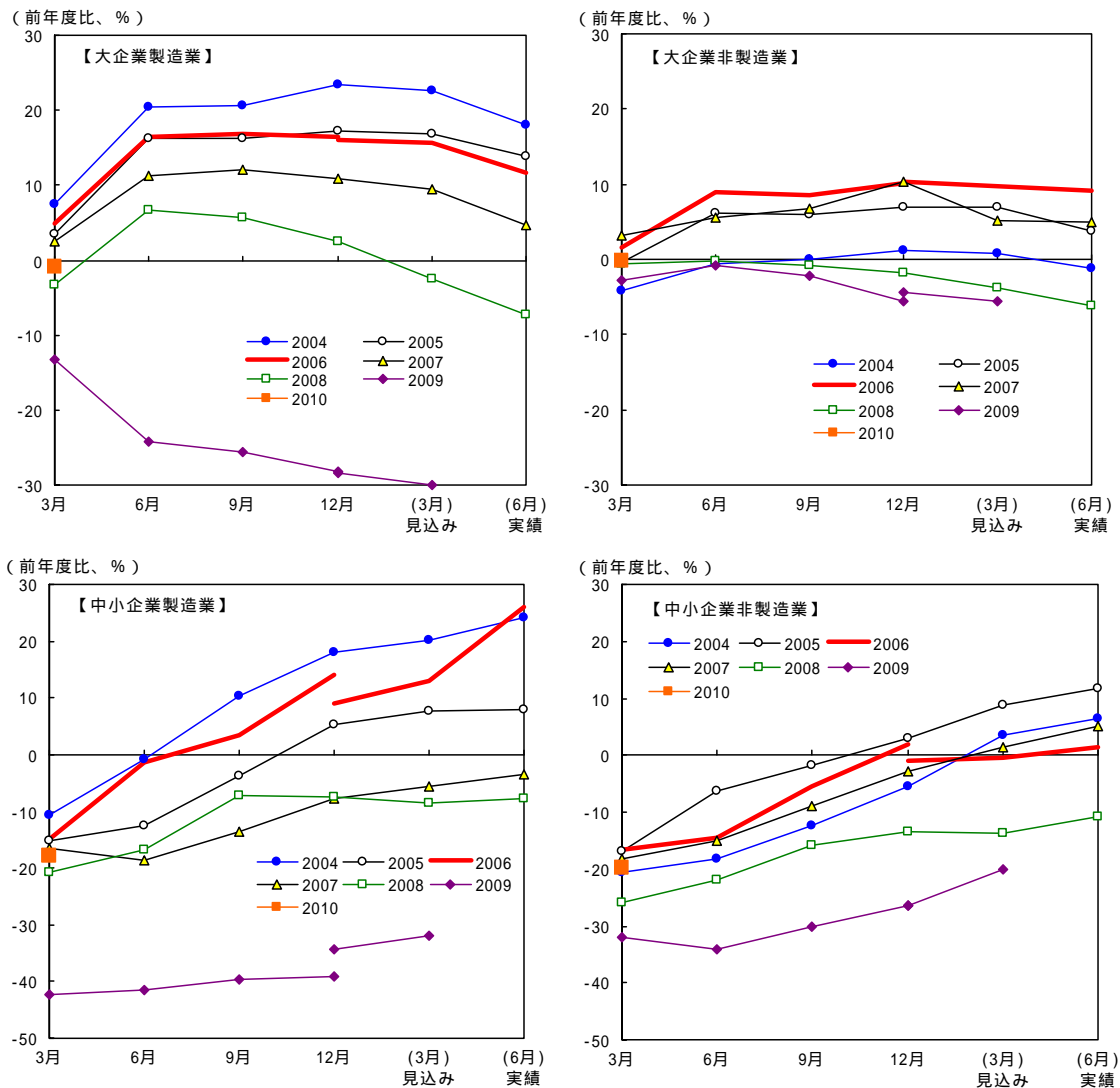 (前年度比、%)
【大企業製造業】
30
20
10
0
-10
-20
-30
2004 2005
2006 2007
2008 2009
2010
3月 6月 9月 12月 (3月) (6月)
見込み 実績
(前年度比、%)
【大企業非製造業】
30
20
10
0
-10
-20
-30
2004 2005
2006 2007
2008 2009
2010
3月 6月 9月 12月 (3月) (6月)
見込み 実績
(前年度比、%)
【中小企業製造業】
30
20
10
0
-10
-20
-30
-40
-50
2004 2005 2006
2007 2008 2009
2010
3月 6月 9月 12月 (3月) (6月)
見込み 実績
(前年度比、%)
【中小企業非製造業】
30
20
10
0
-10
-20
-30
-40
-50
2004 2005 2006
2007 2008 2009
2010
3月 6月 9月 12月 (3月) (6月)
見込み 実績